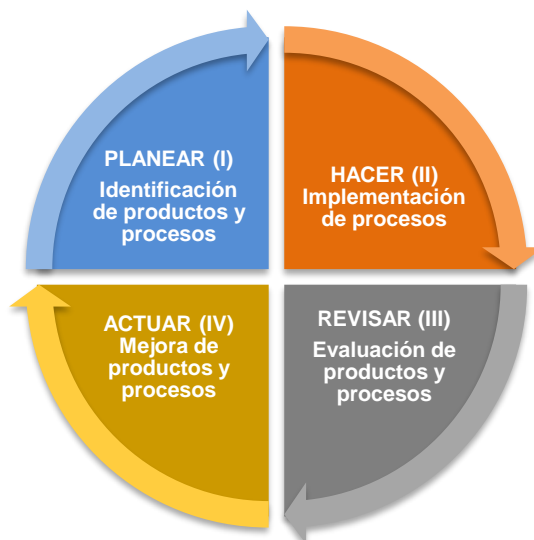 PLANEAR (I)
Identificación
de productos y
procesos
HACER (II)
Implementación
de procesos
REVISAR (III)
Evaluación de
productos y
procesos
ACTUAR (IV)
Mejora de
productos y
procesos